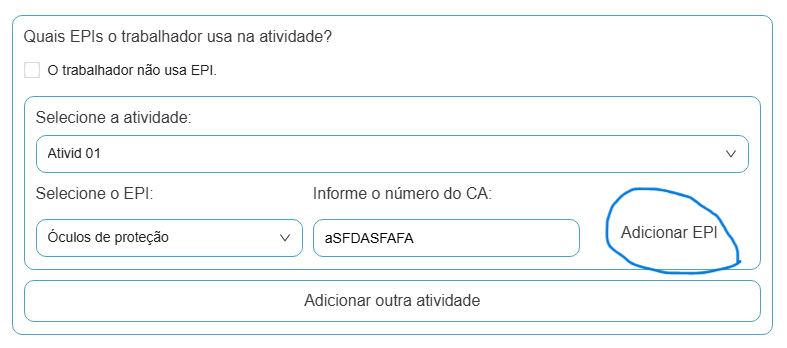 Quais EPIs o trabalhador usa na atividade?
O trabalhador não usa EPI.
Selecione a atividade:
Ativid 01
Selecione o EPI:
Informe o número do CA:
Óculos de proteção
aSFDASFAFA
Adicionar EPI
Adicionar outra atividade